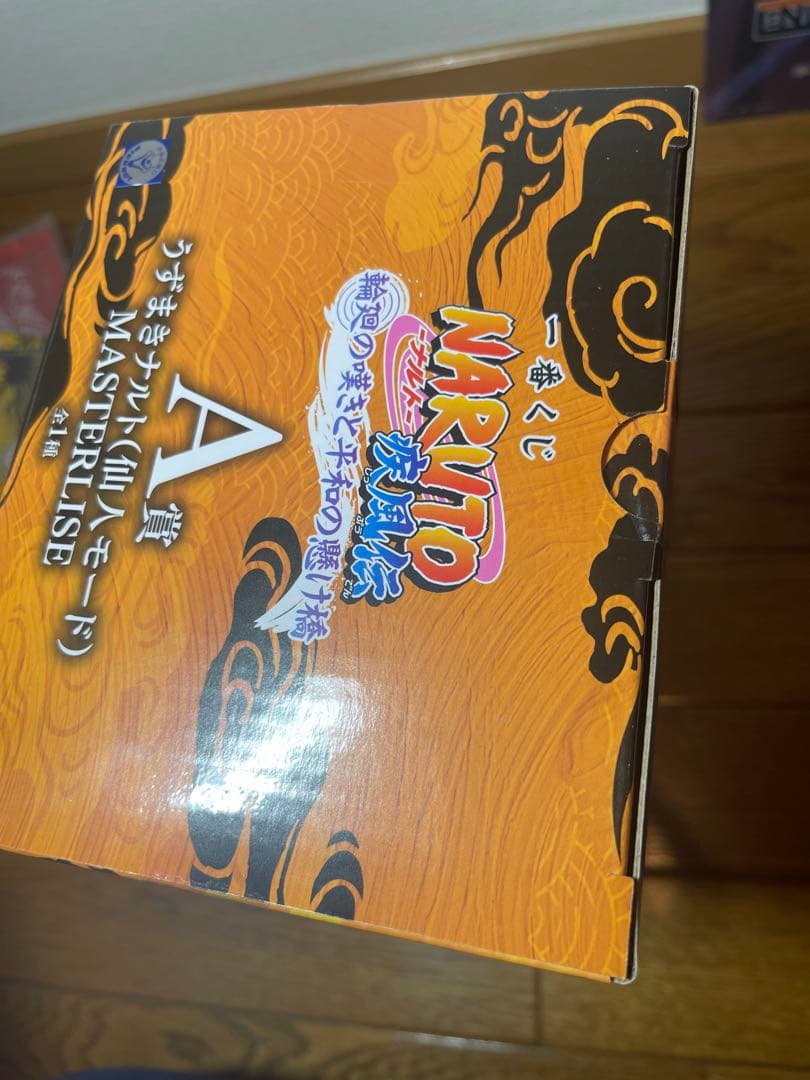 一番くじ
NARUTO
ーナルトー
疾風伝
しっぷうでん
輪廻の嘆きと平和の懸け橋
A賞
うずまきナルト(仙人モード)
MASTERLISE
全1種